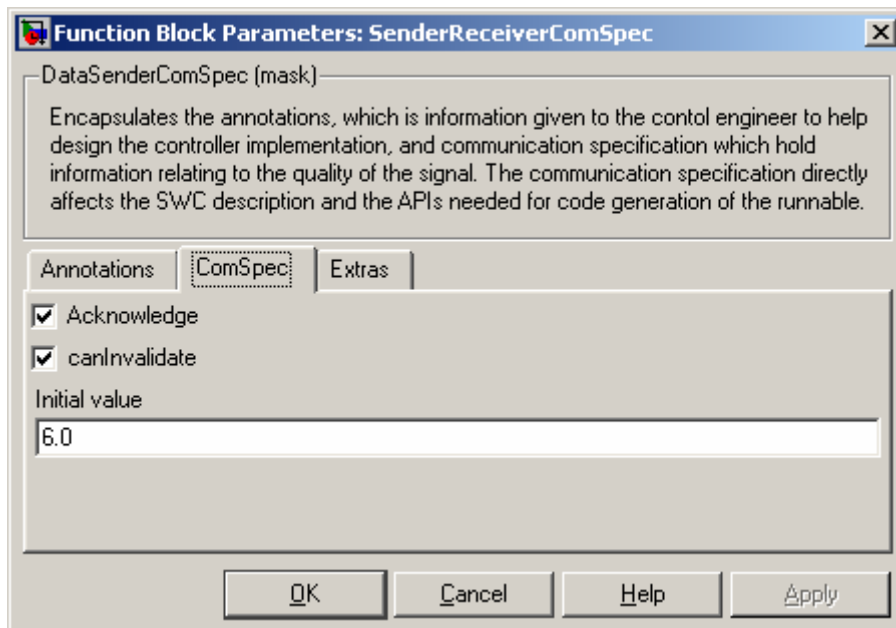 Function Block Parameters: SenderReceiverComSpec
DataSenderComSpec (mask)
Encapsulates the annotations, which is information given to the contol engineer to help
design the controller implementation, and communication specification which hold
information relating to the quality of the signal. The communication specification directly
affects the SWC description and the APIs needed for code generation of the runnable.
Annotations ComSpec Extras
Acknowledge
canInvalidate
Initial value
6.0
OK Cancel Help Apply